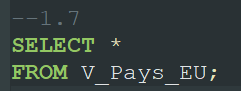 --1.7
SELECT *
FROM V_Pays_EU;